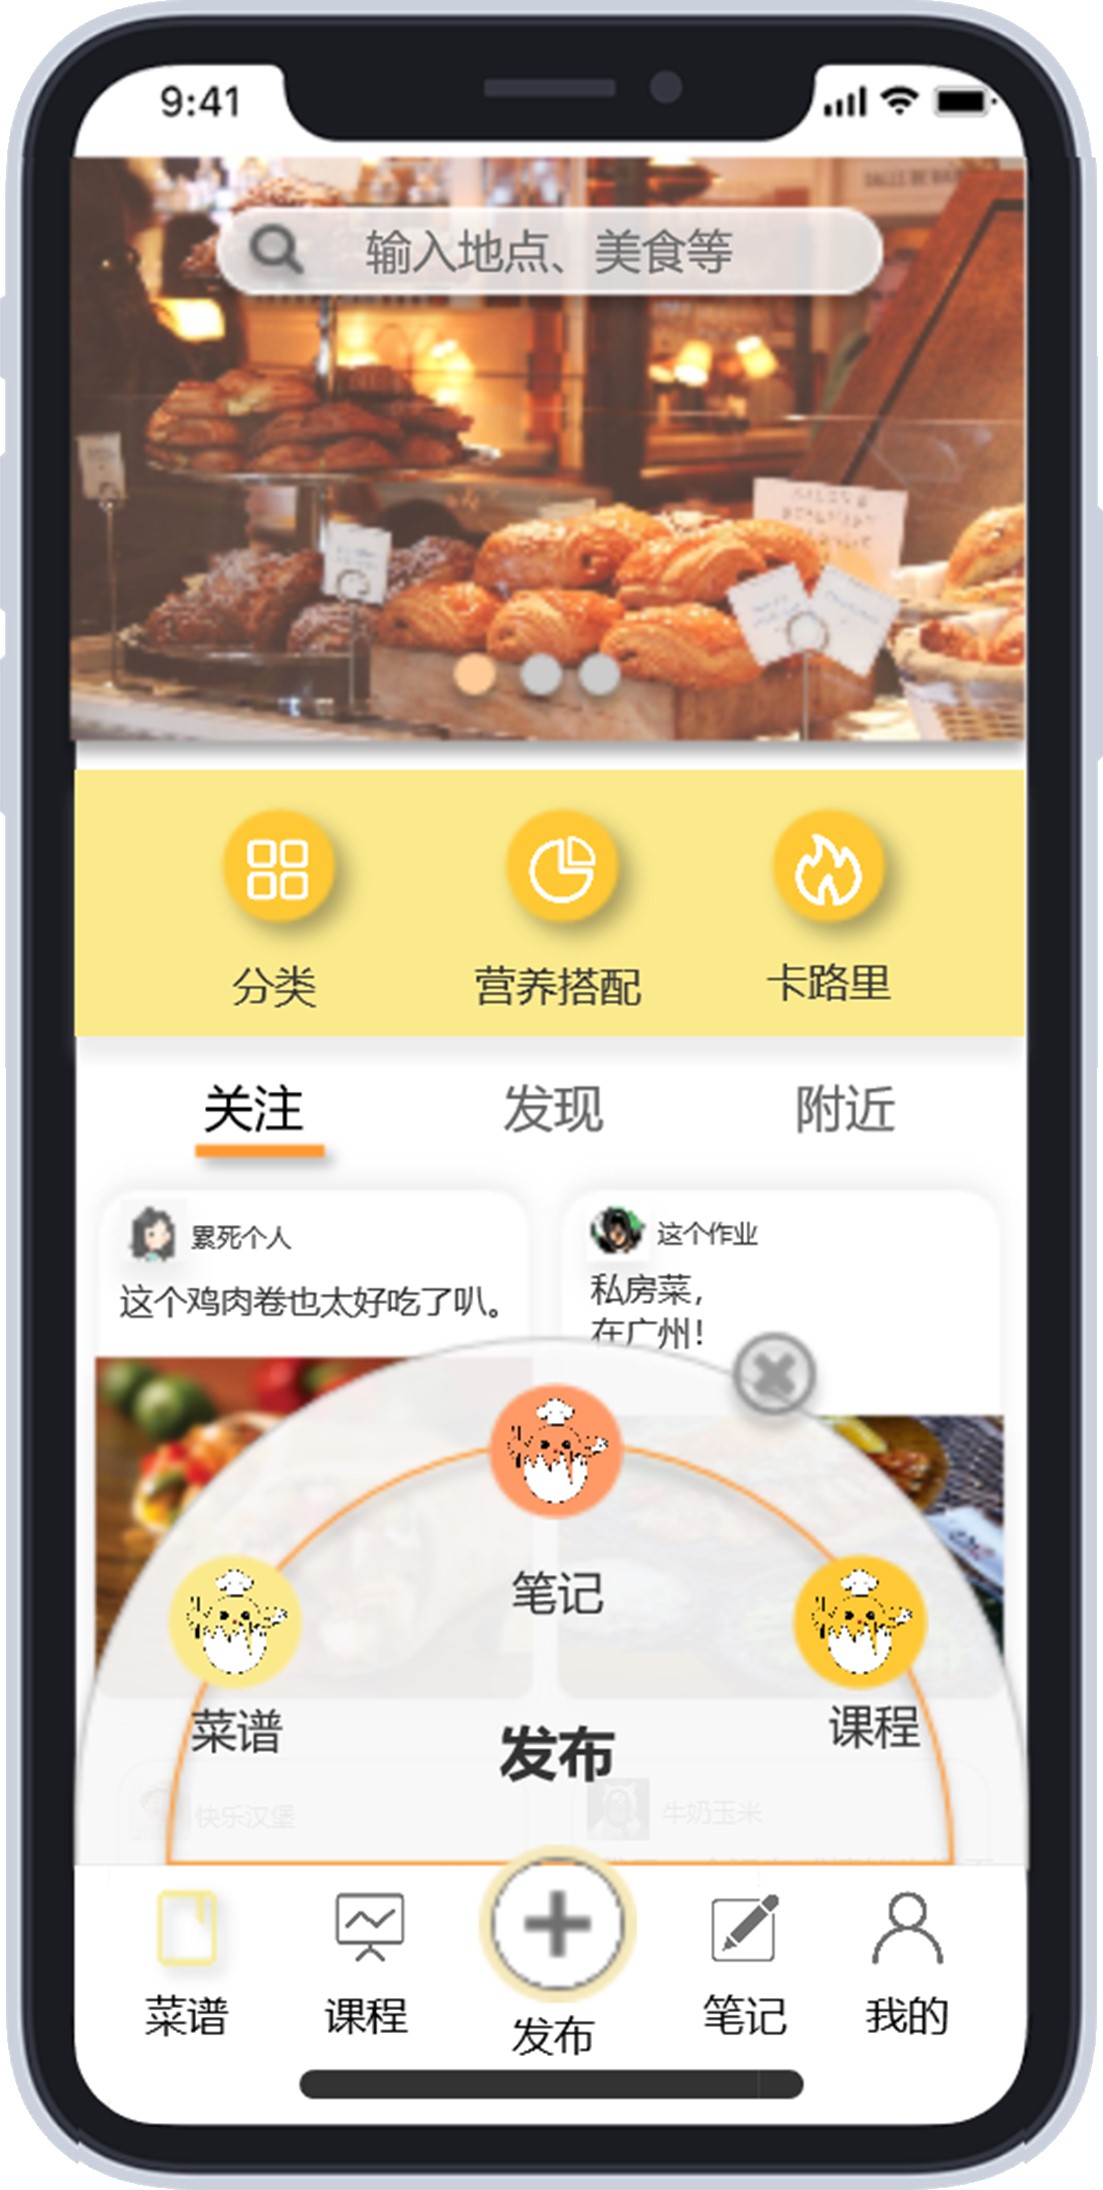 9:41
输入地点、美食等
分类
营养搭配
卡路里
关注
发现
附近
累死个人
这个鸡肉卷也太好吃了叭。
这个作业
私房菜，
在广州！
笔记
菜谱
课程
发布
快乐汉堡
牛奶玉米
菜谱
课程
发布
笔记
我的